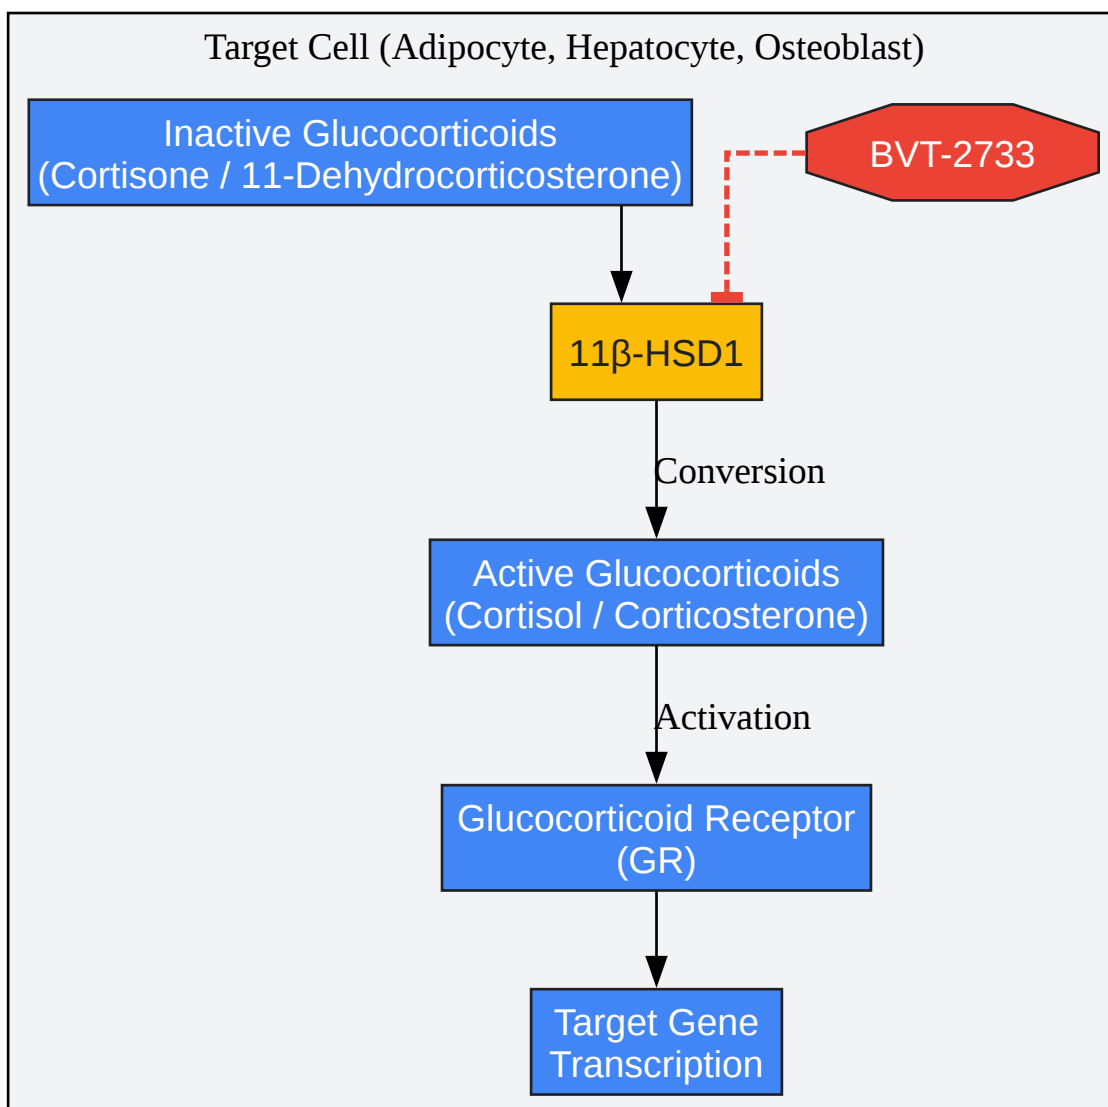 Target Cell (Adipocyte, Hepatocyte, Osteoblast)
Inactive Glucocorticoids
(Cortisone / 11-Dehydrocorticosterone)
BVT-2733
11β-HSD1
Conversion
Active Glucocorticoids
(Cortisol / Corticosterone)
Activation
Glucocorticoid Receptor
(GR)
Target Gene
Transcription